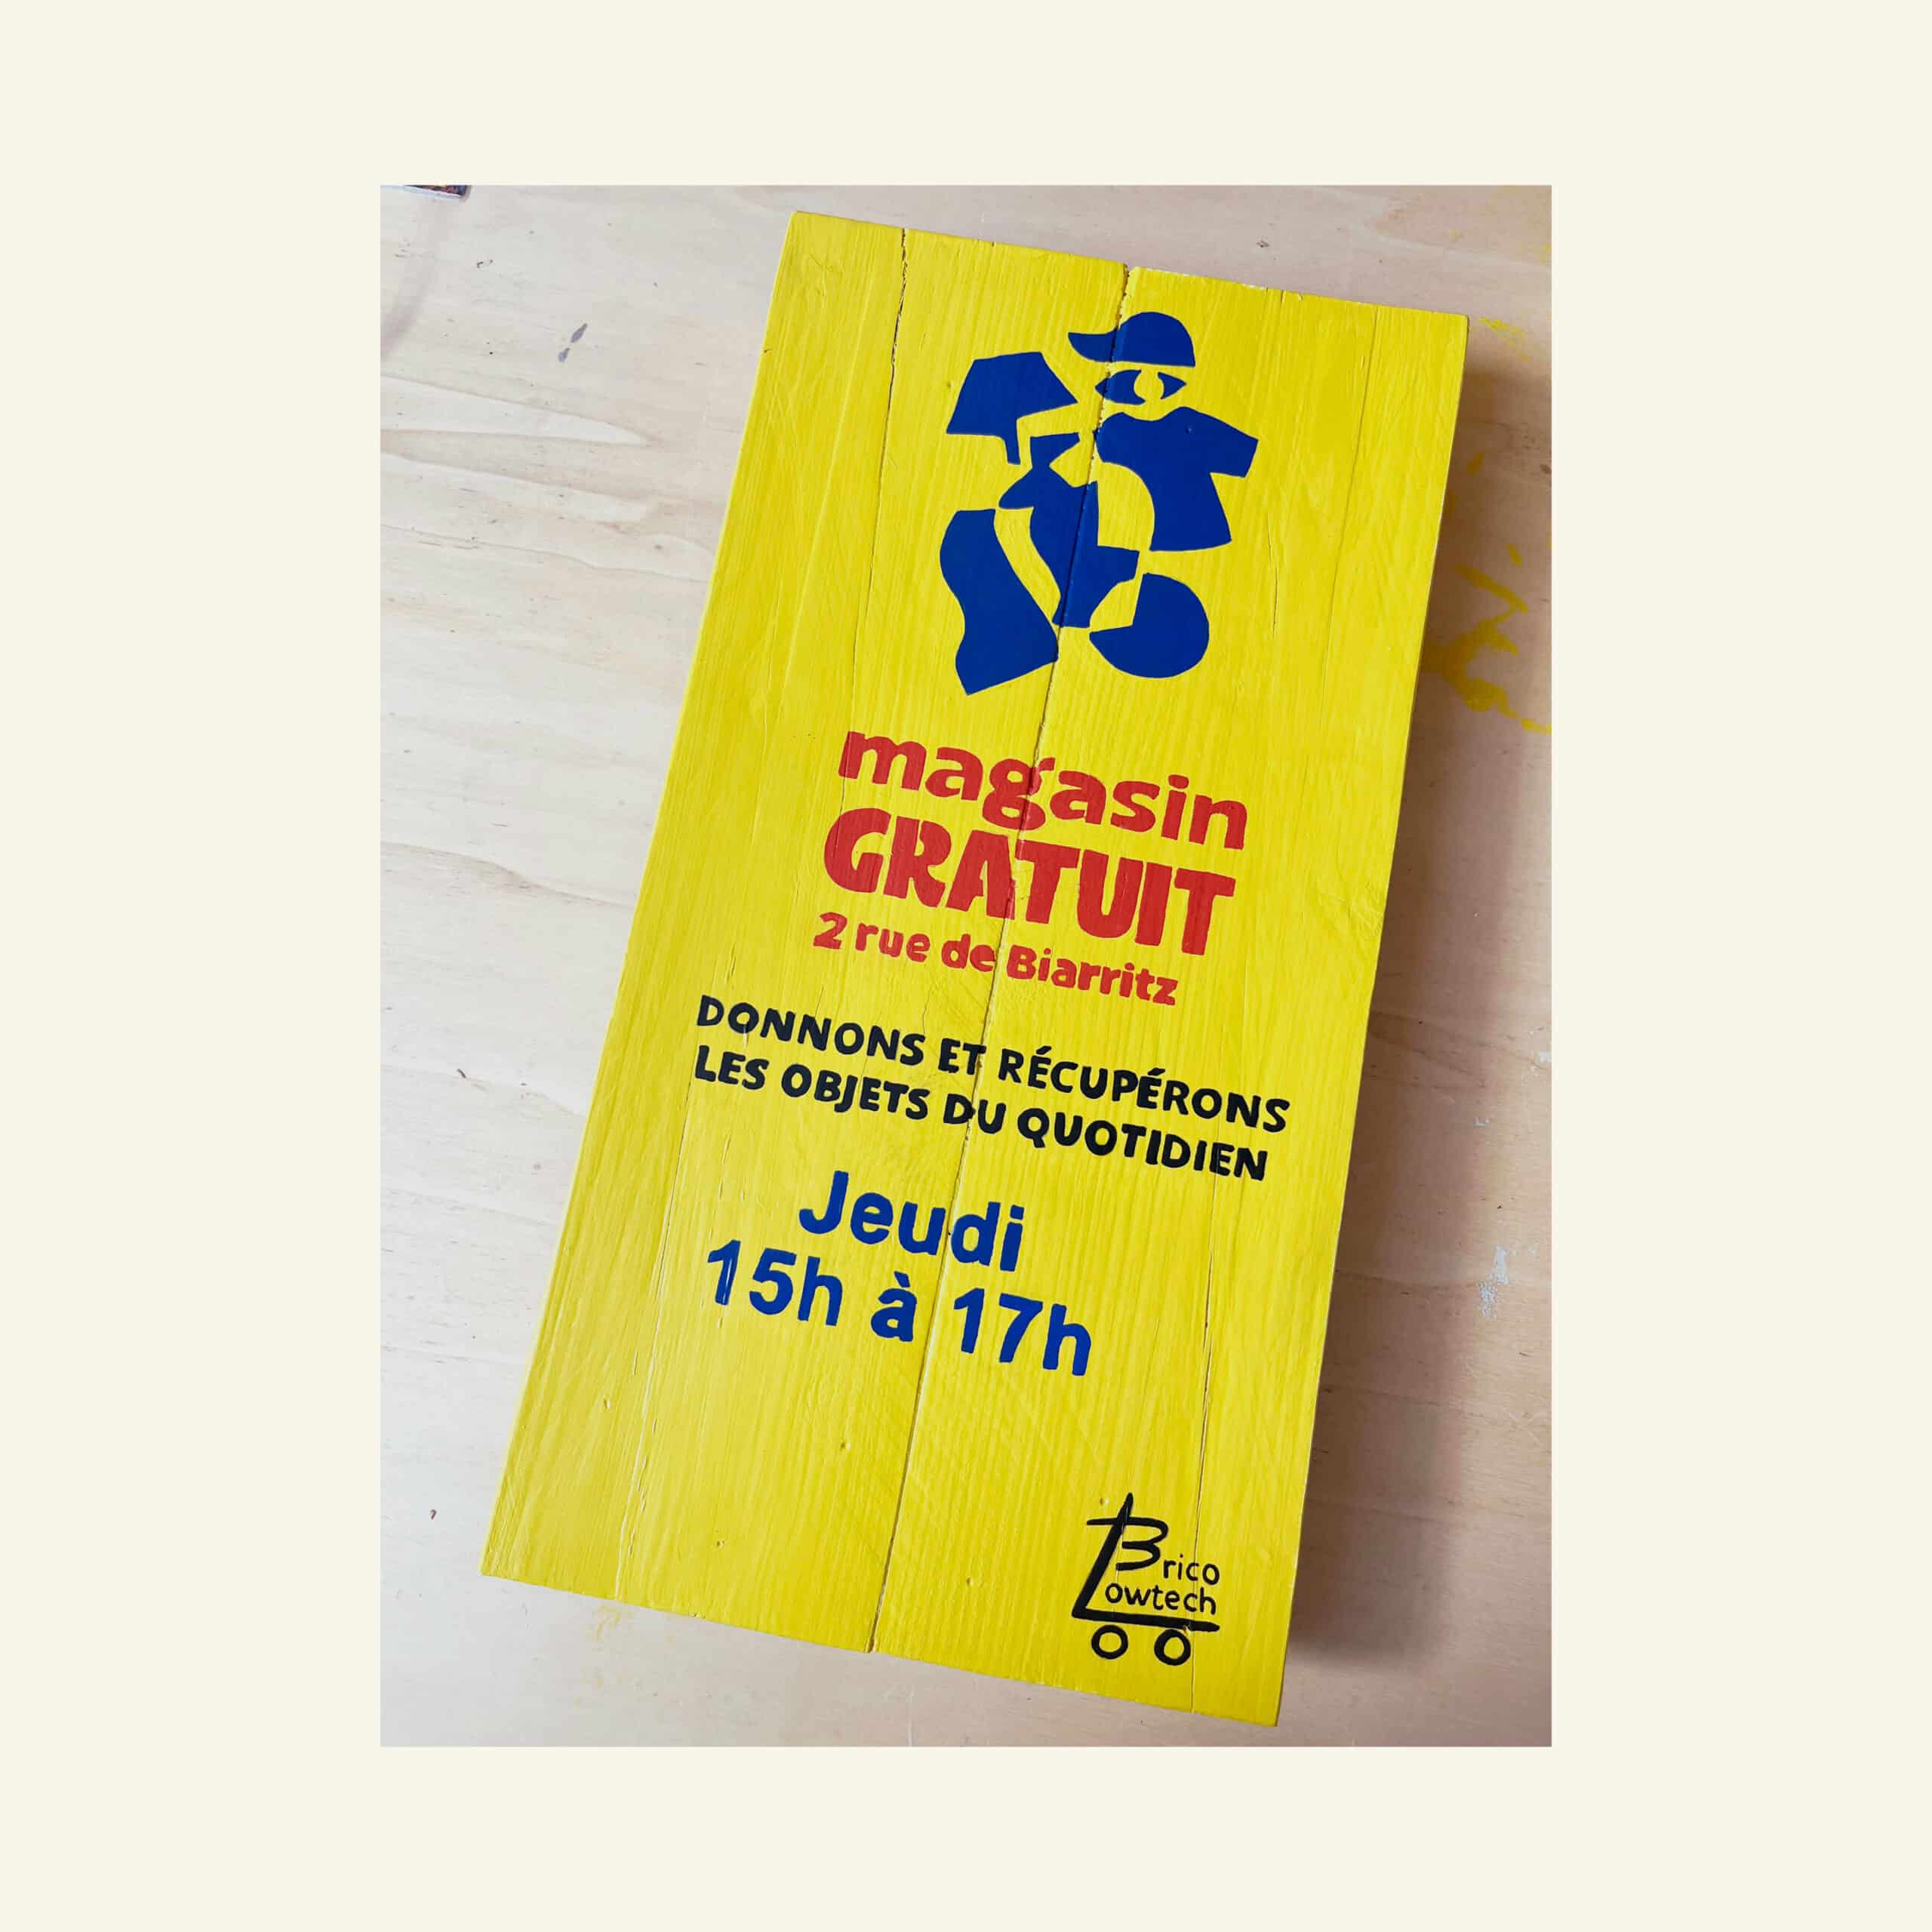 magasin
GRATUIT
2 rue de Biarritz
DONNONS ET RÉCUPÉRONS
LES OBJETS DU QUOTIDIEN
Jeudi
15h à 17h
Brico
Lowtech